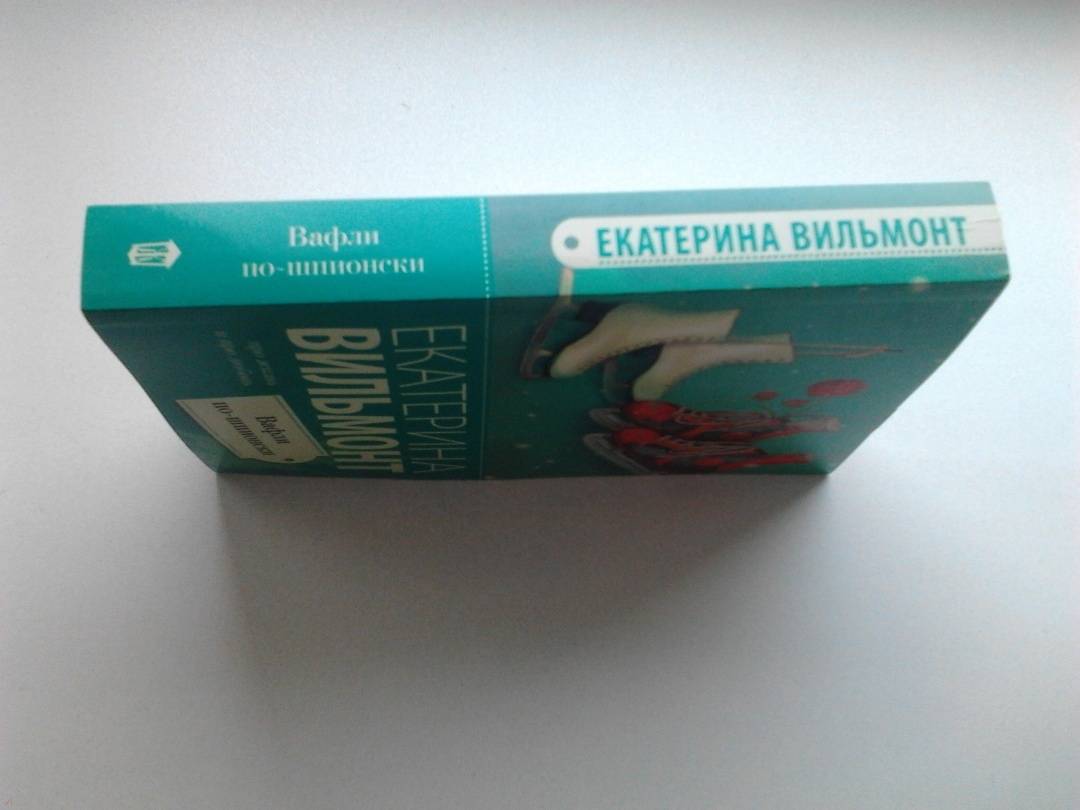 Вафли
по-шпионски
ЕКАТЕРИНА ВИЛЬМОНТ
ЕКАТЕРИНА
ВИЛЬМОНТ
Вафли
по-шпионски